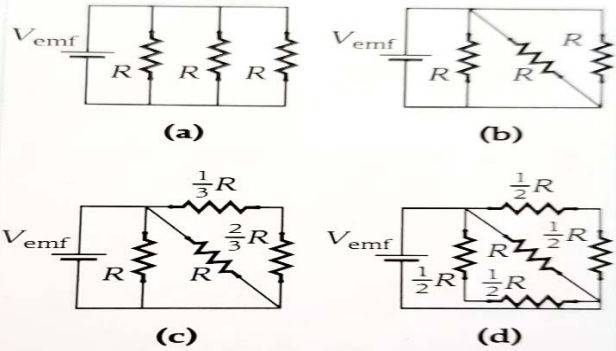 V_emf R R R
(a)
V_emf R R R
(b)
1/3 R
V_emf R R 2/3 R
(c)
1/2 R
V_emf 1/2 R R 1/2 R
1/2 R
(d)